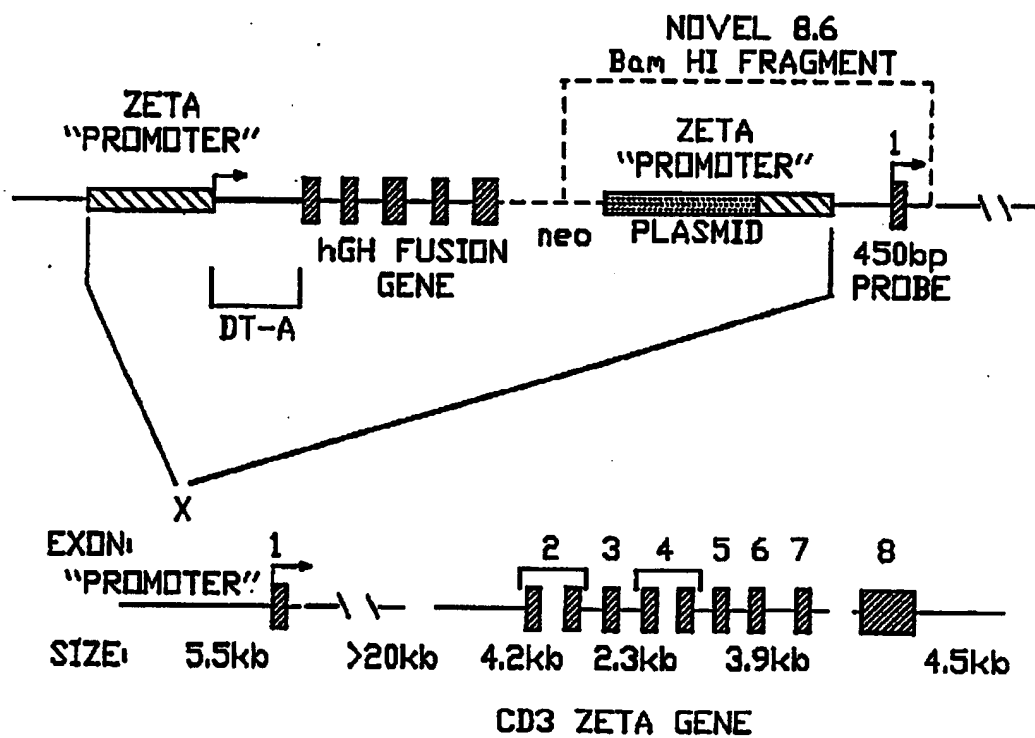 NOVEL 8.6
Bam HI FRAGMENT
ZETA
"PROMOTER"
ZETA
"PROMOTER"
1
hGH FUSION
GENE
neo
PLASMID
450bp
PROBE
DT-A
X
EXON:
1
2
3
4
5
6
7
8
"PROMOTER"
SIZE:
5.5kb
>20kb
4.2kb
2.3kb
3.9kb
4.5kb
CD3 ZETA GENE